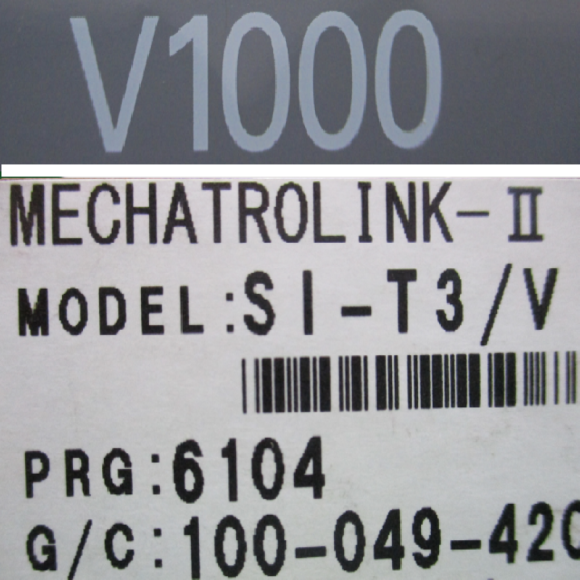 V1000
MECHATROLINK-II
MODEL:SI-T3/V
PRG:6104
G/C:100-049-420